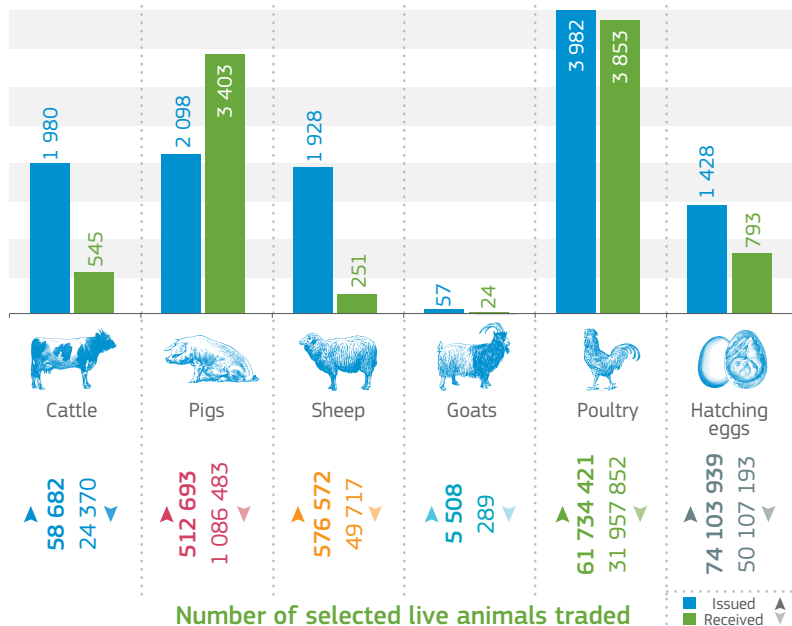 1 980
545
2 098
3 403
1 928
251
57
24
3 982
3 853
1 428
793
Cattle
Pigs
Sheep
Goats
Poultry
Hatching
eggs
58 682
24 370
512 693
1 086 483
576 572
49 717
5 508
289
61 734 421
31 957 852
74 103 939
50 107 193
Number of selected live animals traded
Issued
Received